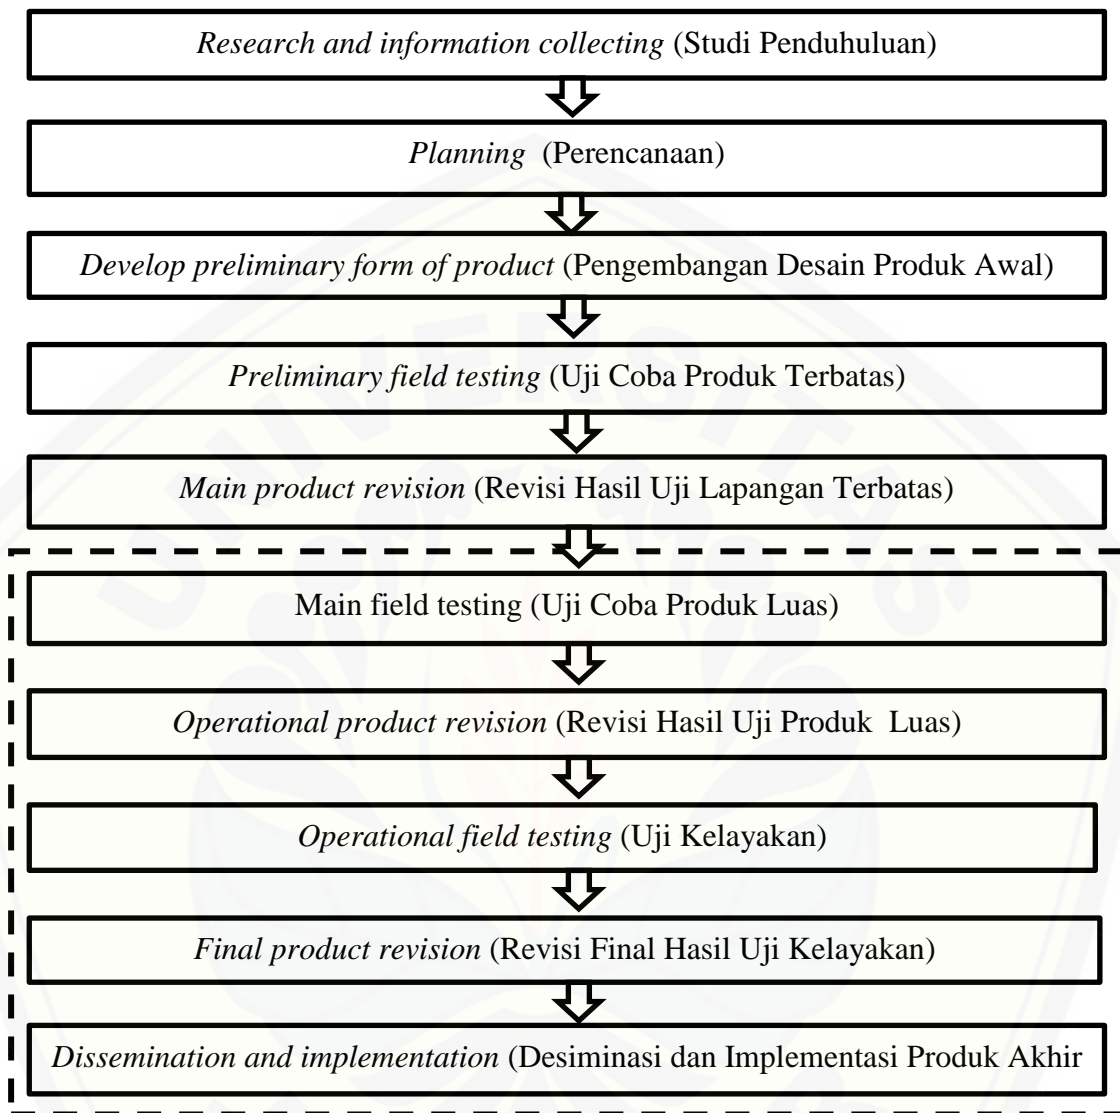 Research and information collecting (Studi Penduhuluan)
Planning (Perencanaan)
Develop preliminary form of product (Pengembangan Desain Produk Awal)
Preliminary field testing (Uji Coba Produk Terbatas)
Main product revision (Revisi Hasil Uji Lapangan Terbatas)
UNIVERSITAS
Main field testing (Uji Coba Produk Luas)
Operational product revision (Revisi Hasil Uji Produk Luas)
Operational field testing (Uji Kelayakan)
Final product revision (Revisi Final Hasil Uji Kelayakan)
Dissemination and implementation (Desiminasi dan Implementasi Produk Akhir